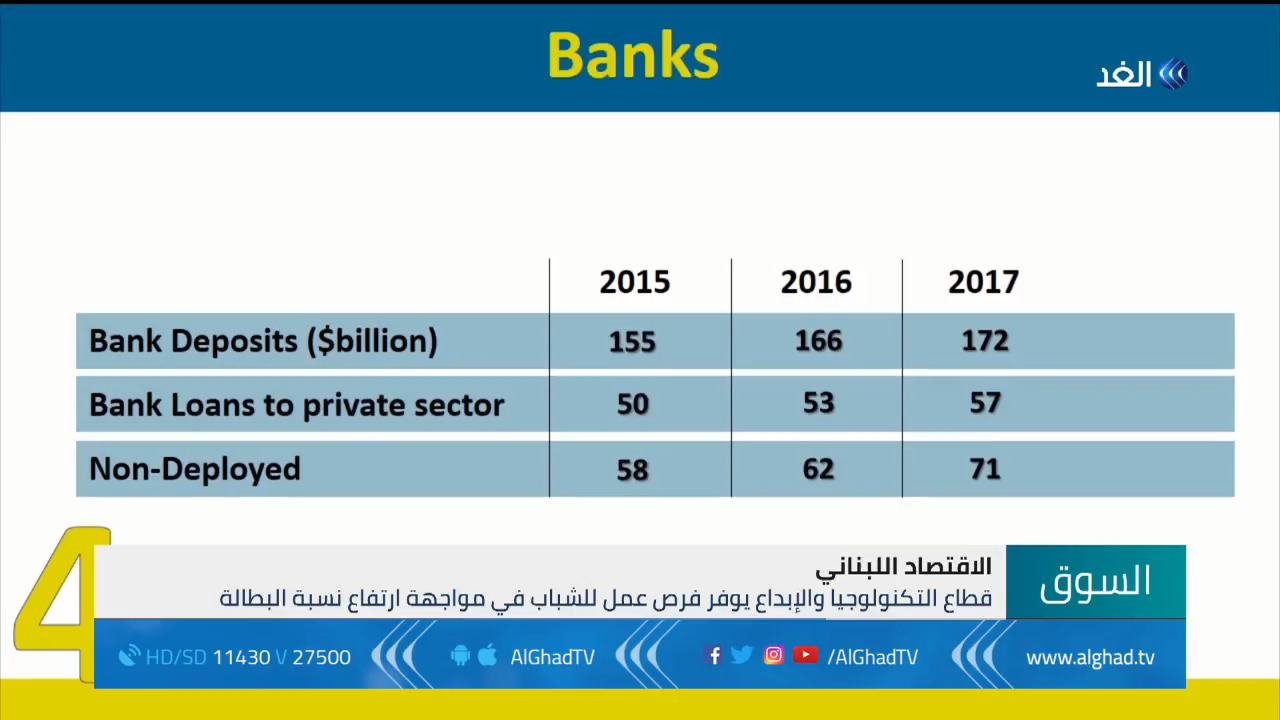 Banks
الغد
2015 2016 2017
Bank Deposits ($billion) 155 166 172
Bank Loans to private sector 50 53 57
Non-Deployed 58 62 71
4
السوق
الاقتصاد اللبناني
قطاع التكنولوجيا والإبداع يوفر فرص عمل للشباب في مواجهة ارتفاع نسبة البطالة
HD/SD 11430 V 27500 AlGhadTV /AlGhadTV www.alghad.tv